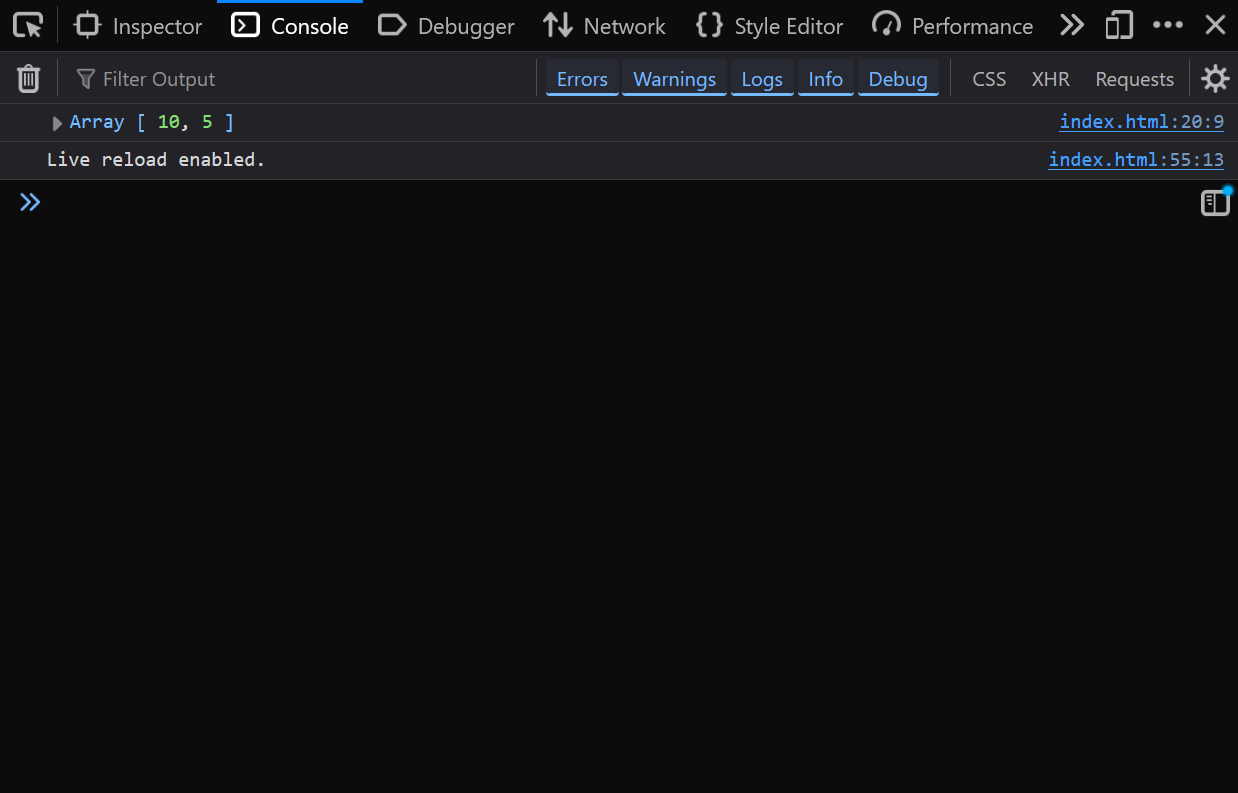 Inspector Console Debugger Network Style Editor Performance
Filter Output Errors Warnings Logs Info Debug CSS XHR Requests
Array [ 10, 5 ] index.html:20:9
Live reload enabled. index.html:55:13